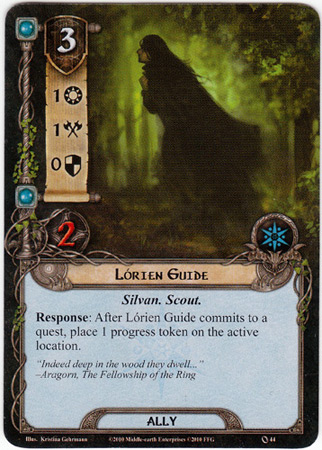 3
1
1
0
2
Lórien Guide
Silvan. Scout.
Response: After Lórien Guide commits to a
quest, place 1 progress token on the active
location.
"Indeed deep in the wood they dwell..."
–Aragorn, The Fellowship of the Ring
ALLY
Illus. Kristina Gehrmann ©2010 Middle-earth Enterprises ©2010 FFG 44